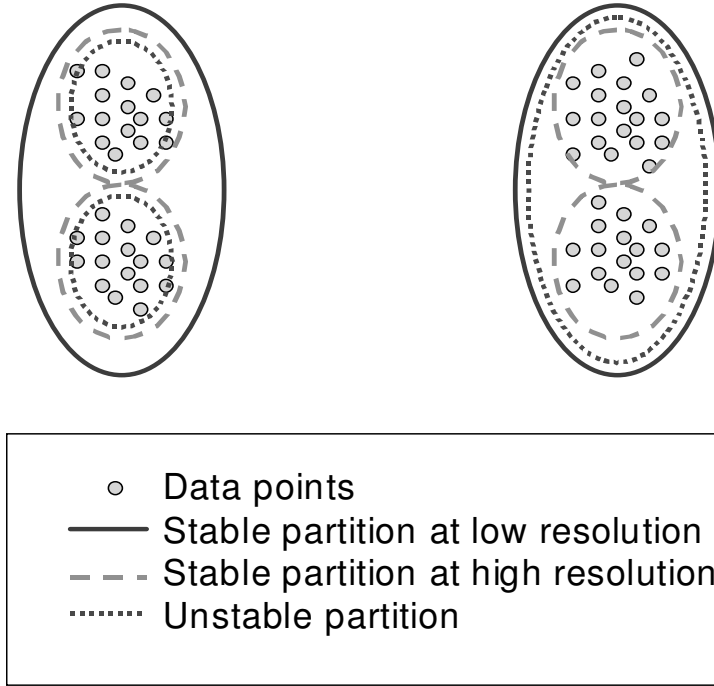 Data points
Stable partition at low resolution
Stable partition at high resolution
Unstable partition